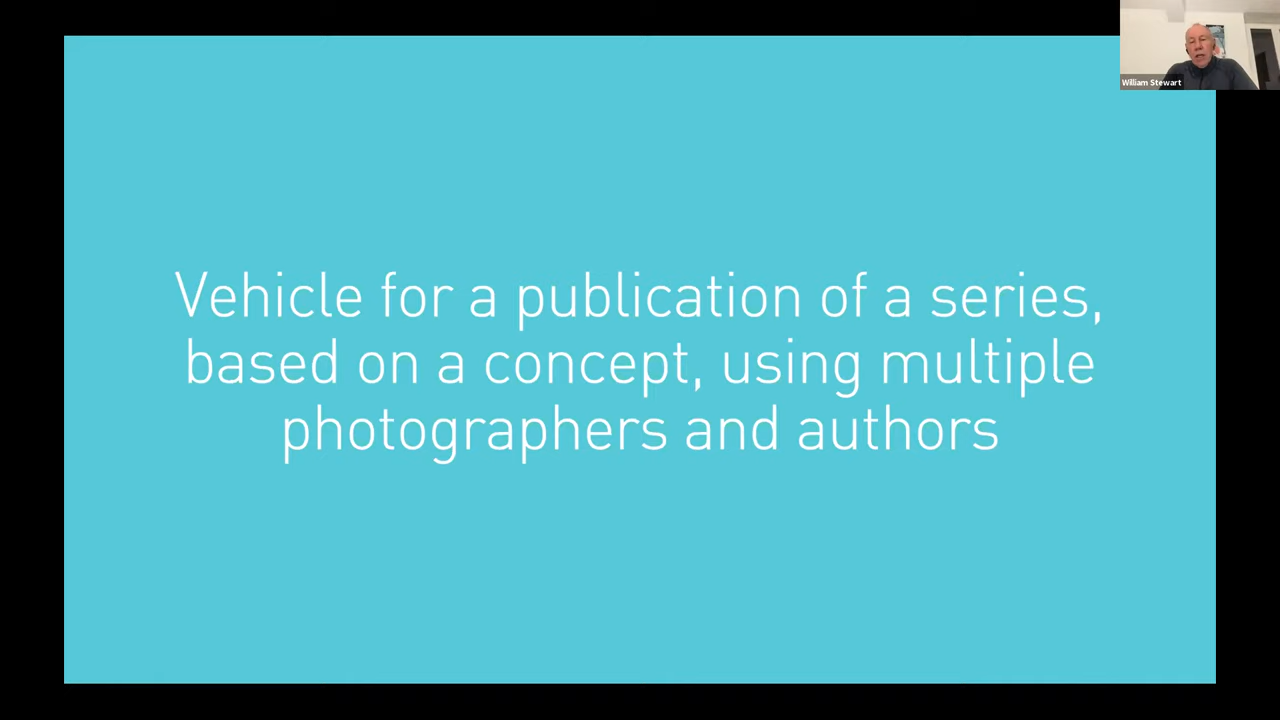 William Stewart
Vehicle for a publication of a series,
based on a concept, using multiple
photographers and authors